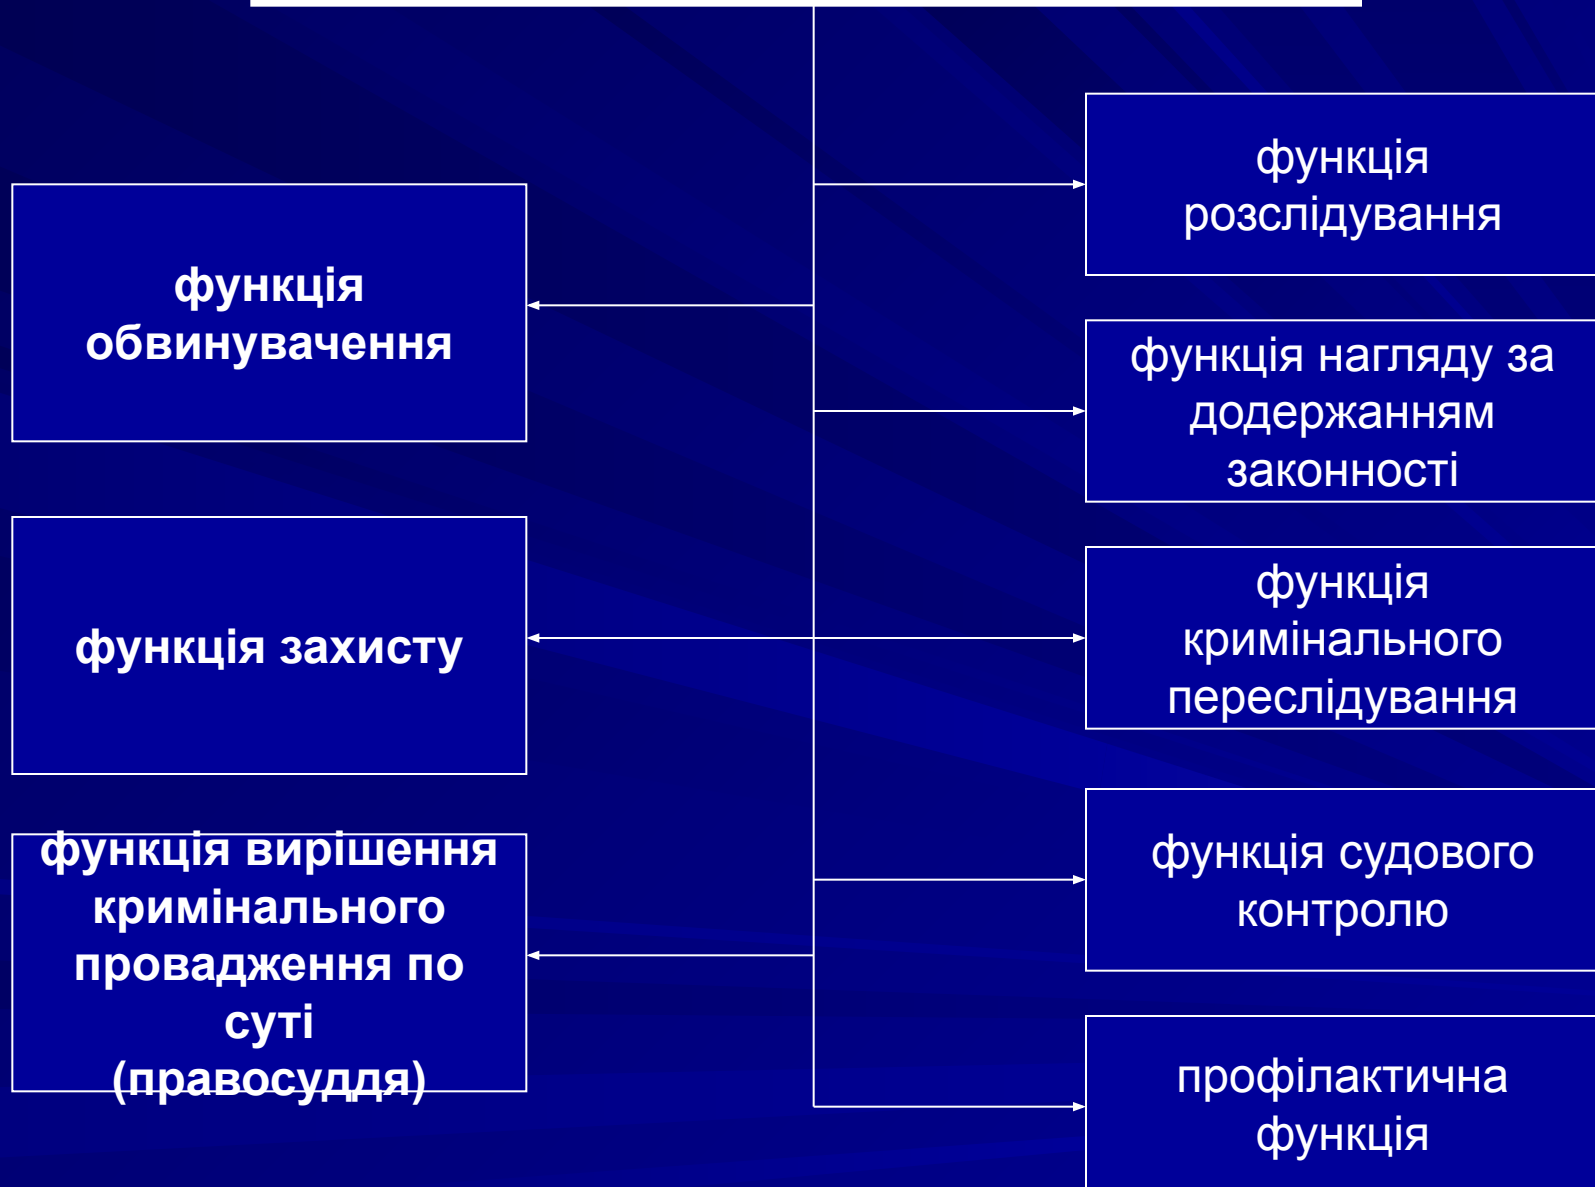 функція
обвинувачення
функція захисту
функція вирішення
кримінального
провадження по
суті
(правосуддя)
функція
розслідування
функція нагляду за
додержанням
законності
функція
кримінального
переслідування
функція судового
контролю
профілактична
функція